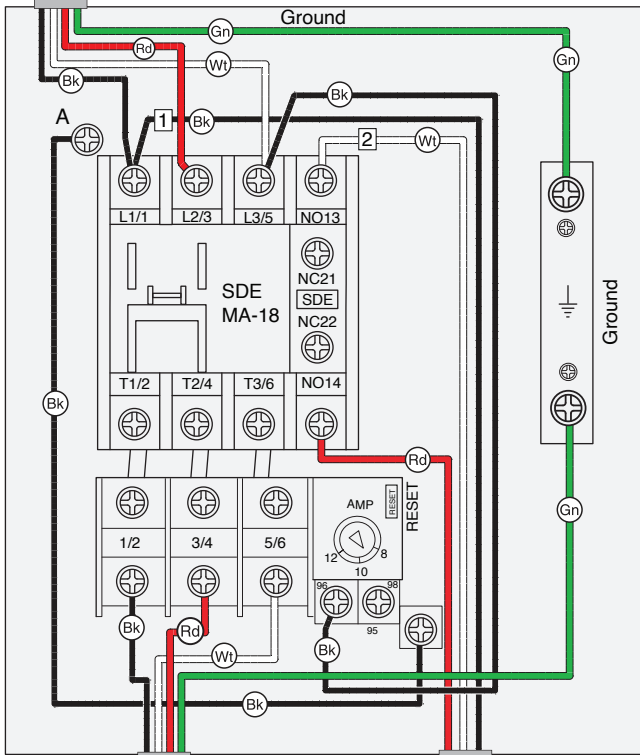 Ground
Gn
Rd
Gn
Wt
Bk
Bk
A
1
Bk
2
Wt
L1/1
L2/3
L3/5
NO13
NC21
SDE
MA-18
SDE
NC22
Ground
T1/2
T2/4
T3/6
NO14
Bk
Rd
AMP
RESET
RESET
Gn
1/2
3/4
5/6
12
8
10
96
98
95
Bk
Rd
Wt
Bk
Bk